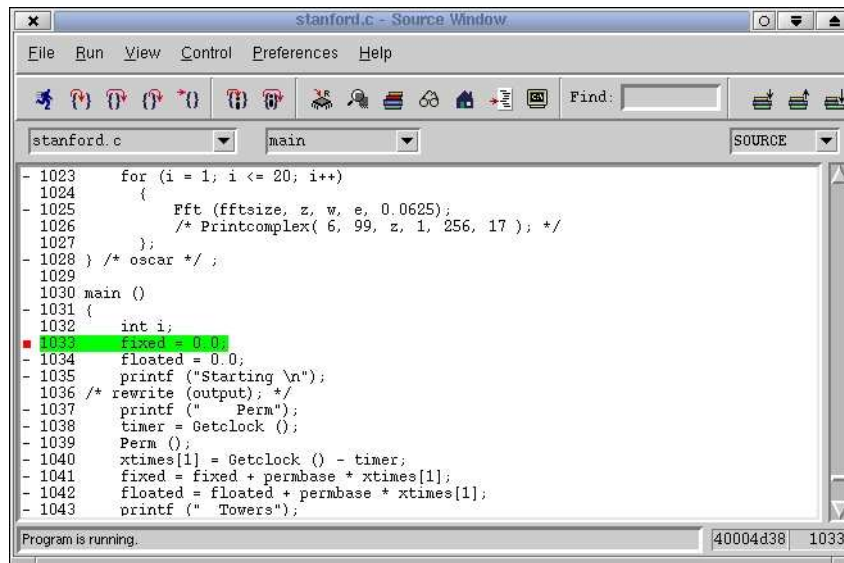 stanford.c - Source Window
File Run View Control Preferences Help
Find:
stanford.c main SOURCE
- 1023 for (i = 1; i <= 20; i++)
1024 {
- 1025 Fft (fftsize, z, w, e, 0.0625);
1026 /* Printcomplex( 6, 99, z, 1, 256, 17 ); */
1027 };
- 1028 } /* oscar */ ;
1029
1030 main ()
- 1031 {
1032 int i;
1033 fixed = 0.0;
- 1034 floated = 0.0;
- 1035 printf ("Starting \n");
1036 /* rewrite (output); */
- 1037 printf ("    Perm");
- 1038 timer = Getclock ();
- 1039 Perm ();
- 1040 xtimes[1] = Getclock () - timer;
- 1041 fixed = fixed + permbase * xtimes[1];
- 1042 floated = floated + permbase * xtimes[1];
- 1043 printf ("  Towers");
Program is running. 40004d38 1033